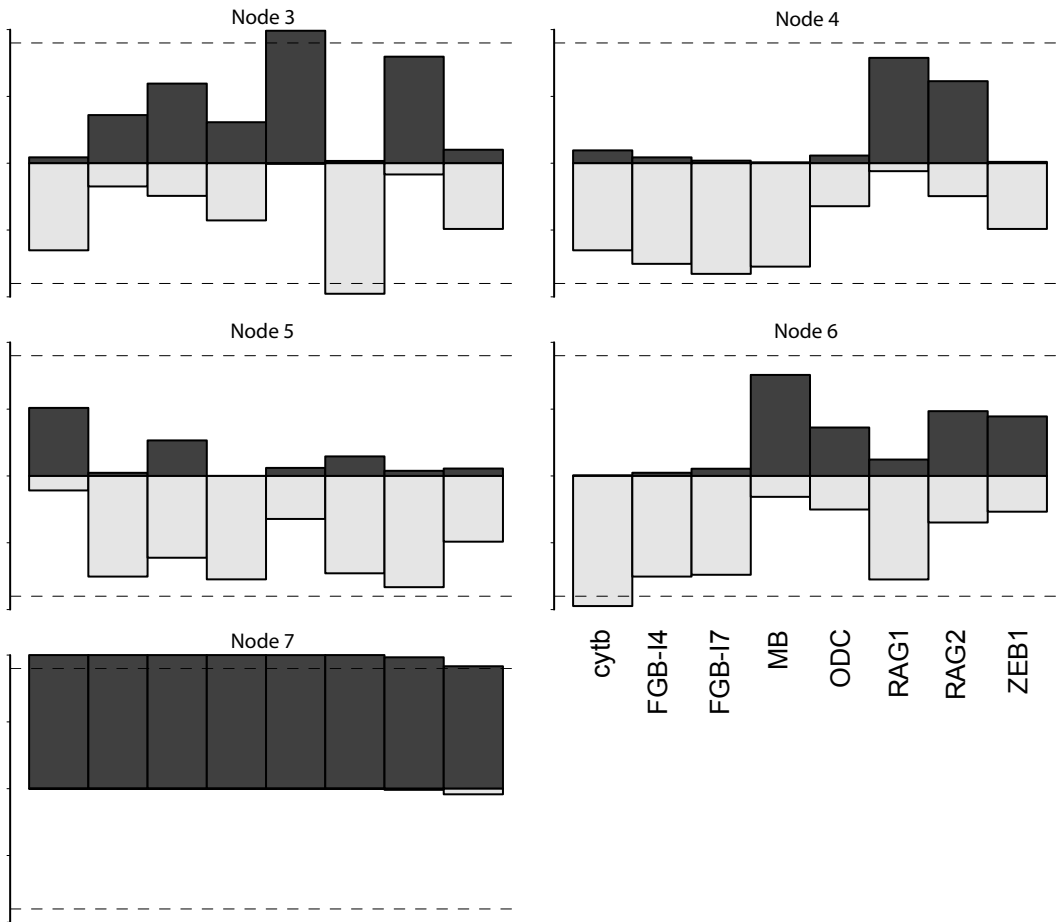 Node 3
Node 4
Node 5
Node 6
Node 7
cytb
FGB-I4
FGB-I7
MB
ODC
RAG1
RAG2
ZEB1